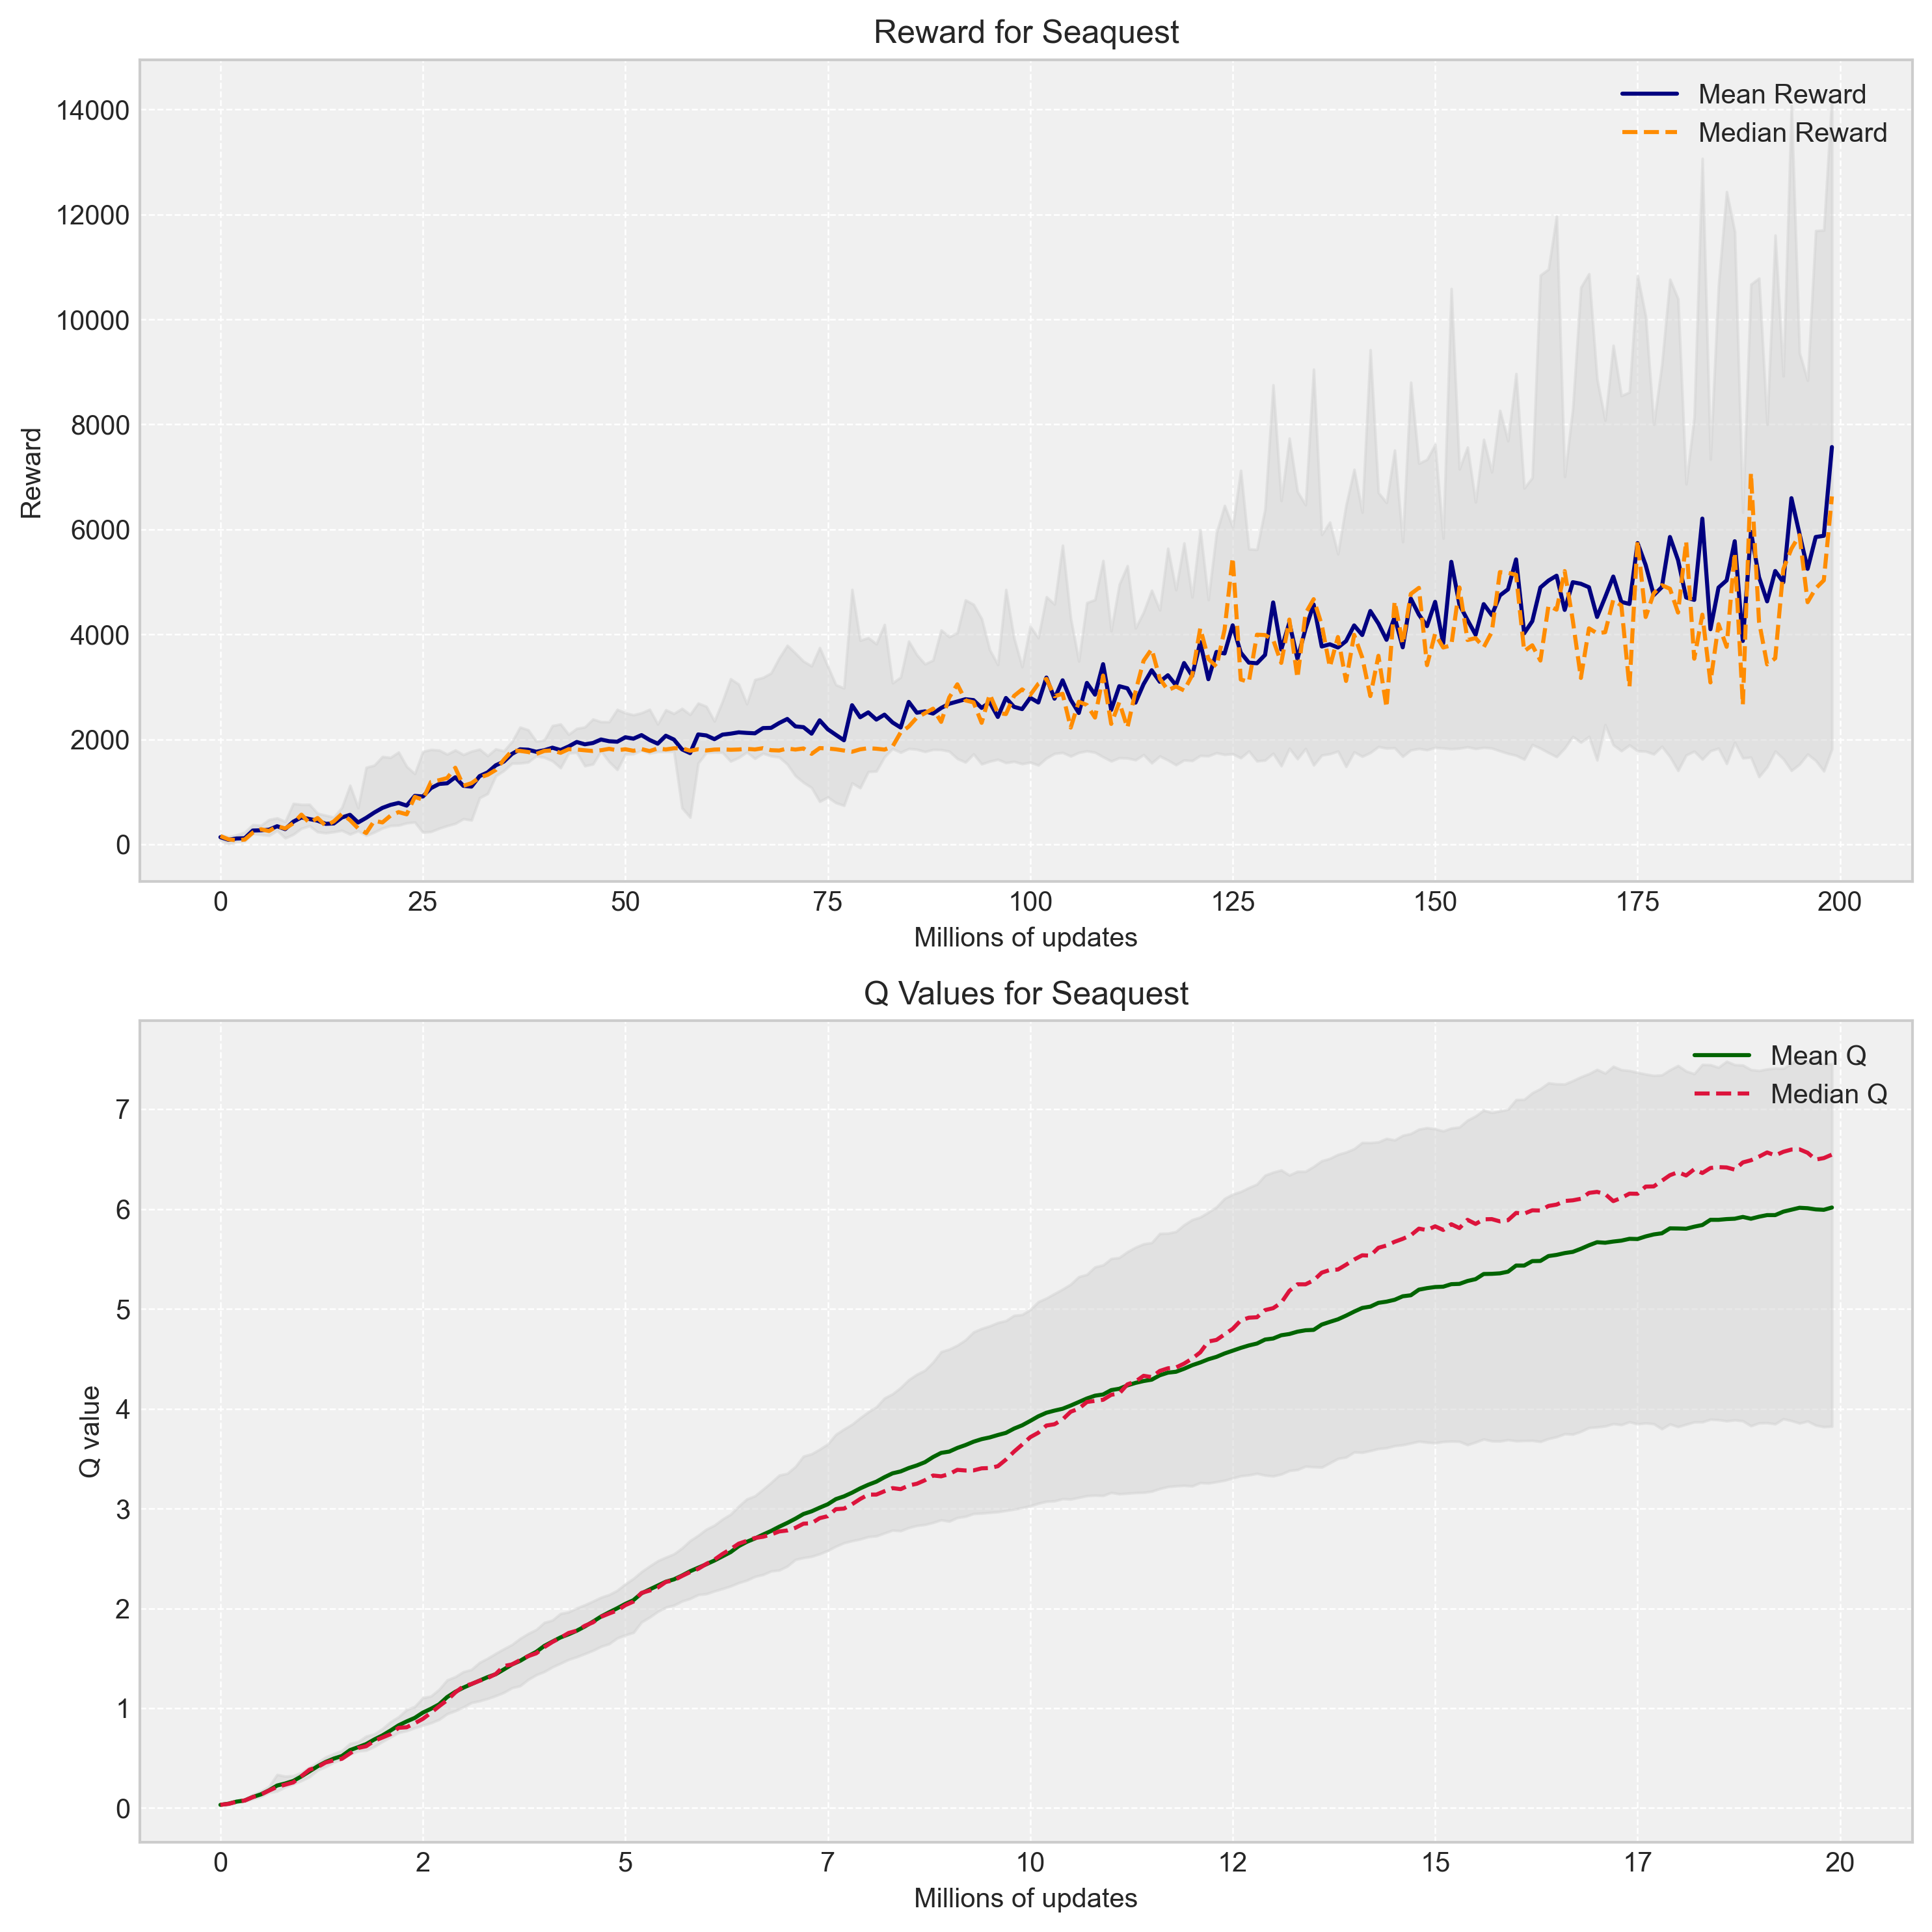 Reward for Seaquest
Mean Reward
Median Reward
14000
12000
10000
8000
6000
4000
2000
0
Reward
0 25 50 75 100 125 150 175 200
Millions of updates
Q Values for Seaquest
Mean Q
Median Q
7
6
5
4
3
2
1
0
Q value
0 2 5 7 10 12 15 17 20
Millions of updates